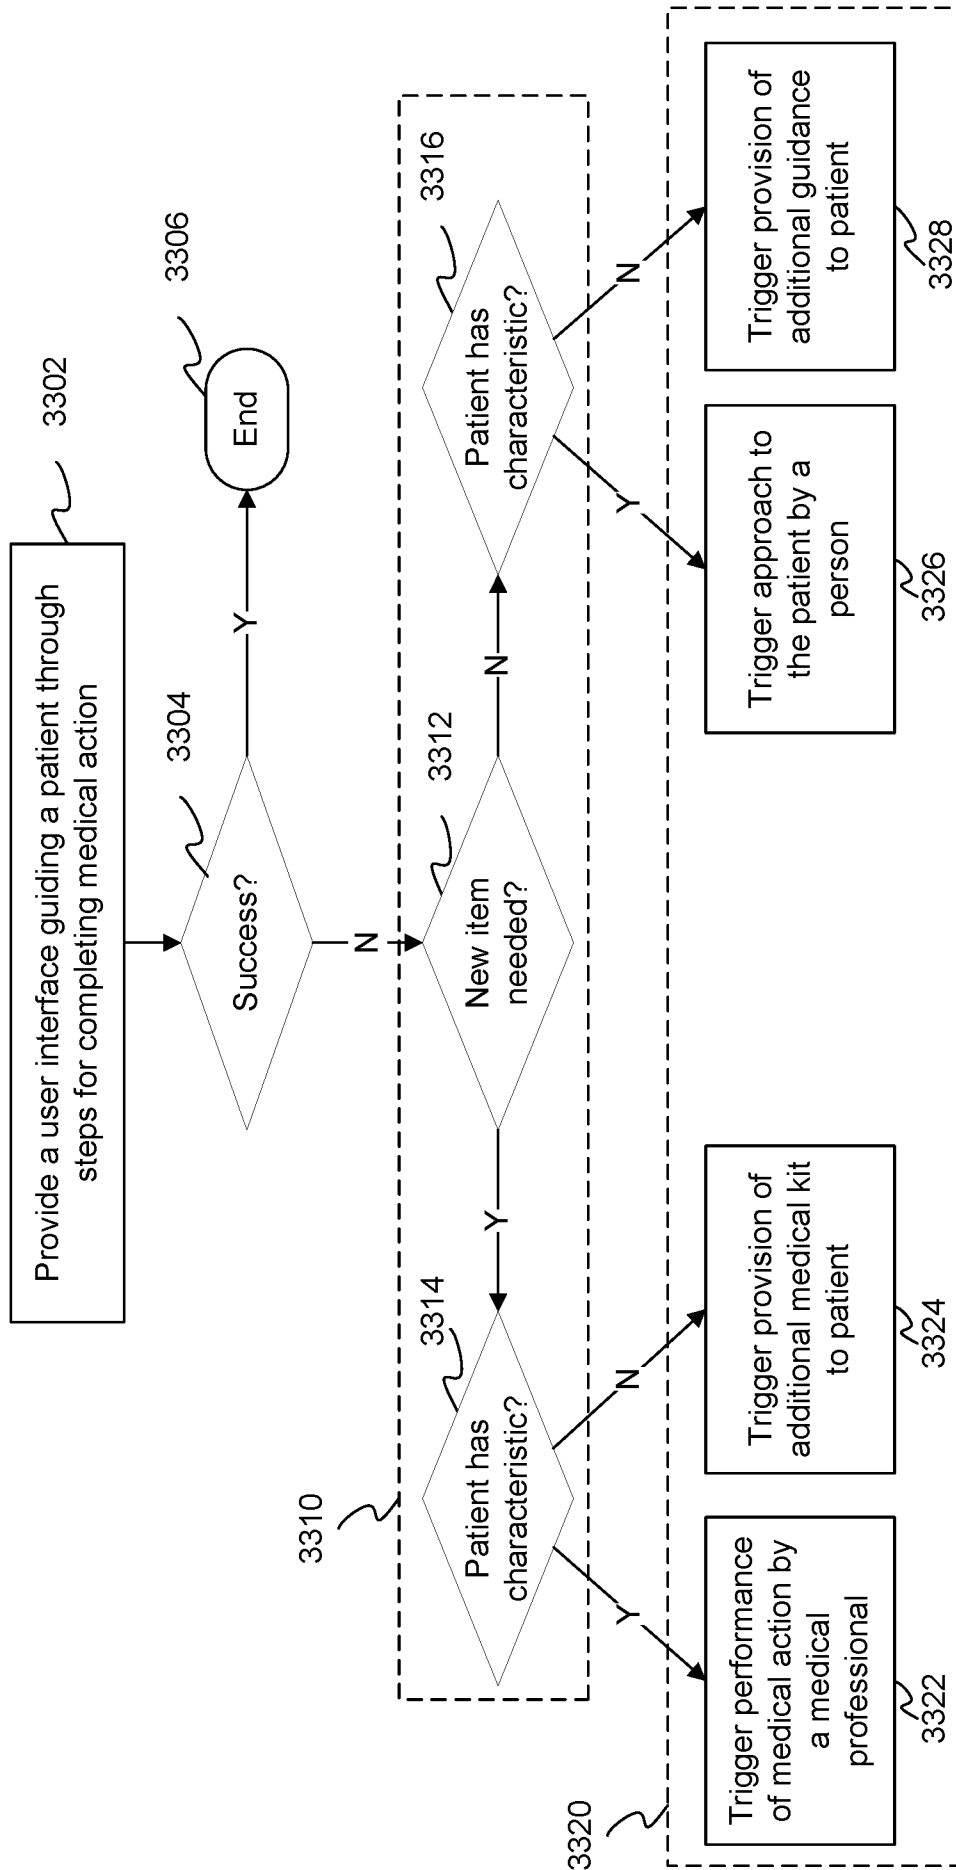 3302
Provide a user interface guiding a patient through
steps for completing medical action
3304
Success?
Y
3306
End
N
3310
3312
New item
needed?
Y
N
3314
Patient has
characteristic?
3316
Patient has
characteristic?
Y
N
Y
N
3320
Trigger performance
of medical action by
a medical
professional
3322
Trigger provision of
additional medical kit
to patient
3324
Trigger approach to
the patient by a
person
3326
Trigger provision of
additional guidance
to patient
3328